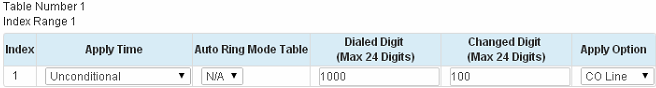 Table Number 1
Index Range 1
Index Apply Time Auto Ring Mode Table Dialed Digit (Max 24 Digits) Changed Digit (Max 24 Digits) Apply Option
1 Unconditional N/A 1000 100 CO Line